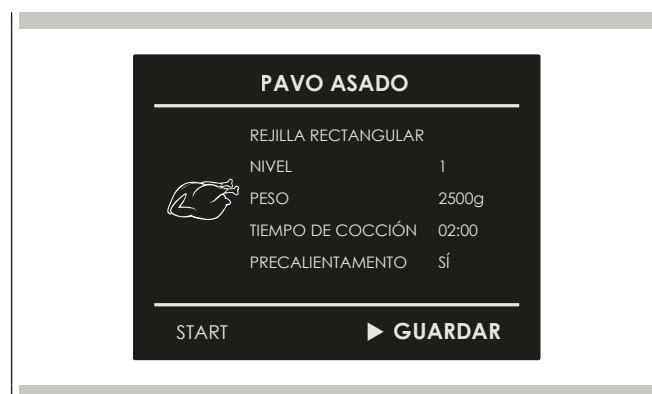 PAVO ASADO
REJILLA RECTANGULAR
NIVEL 1
PESO 2500g
TIEMPO DE COCCIÓN 02:00
PRECALIENTAMENTO SÍ
START ▶ GUARDAR